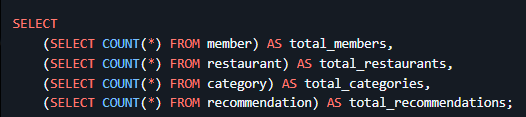 SELECT
    (SELECT COUNT(*) FROM member) AS total_members,
    (SELECT COUNT(*) FROM restaurant) AS total_restaurants,
    (SELECT COUNT(*) FROM category) AS total_categories,
    (SELECT COUNT(*) FROM recommendation) AS total_recommendations;